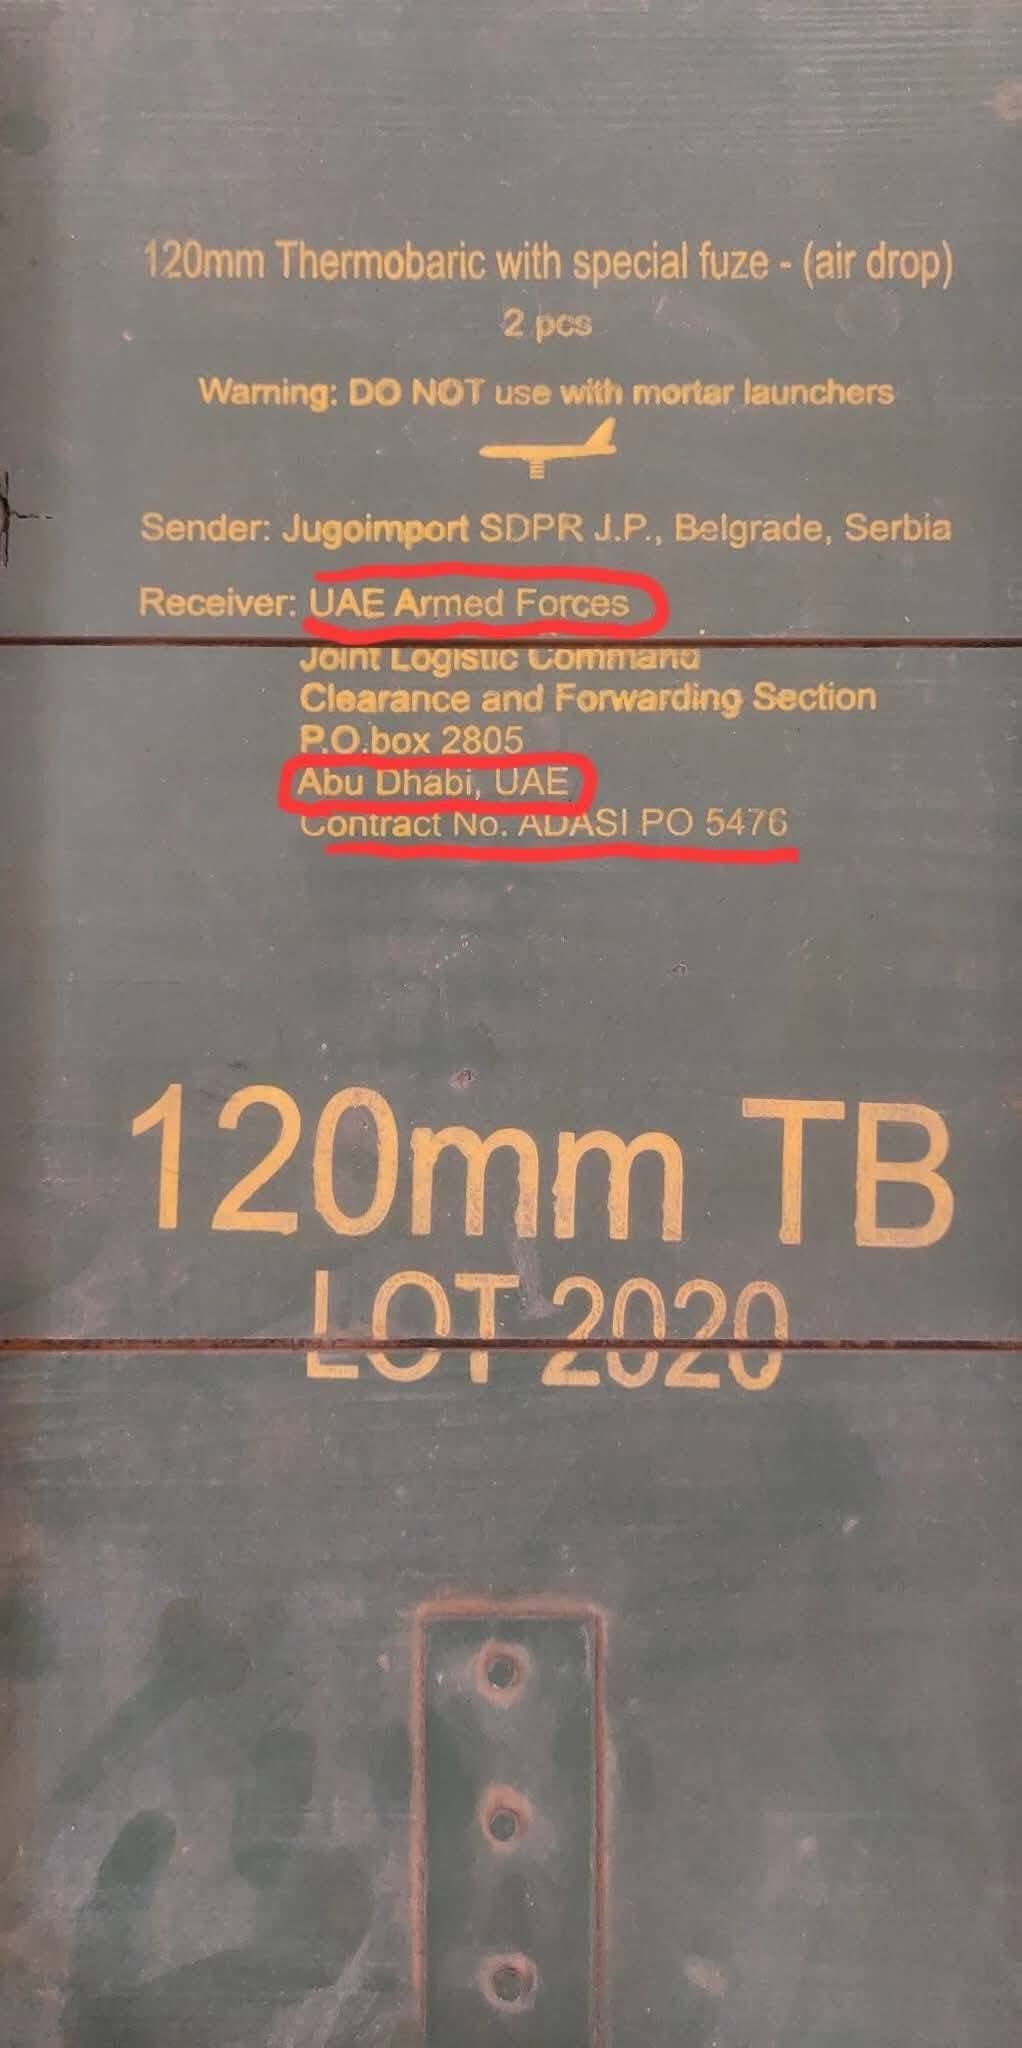 120mm Thermobaric with special fuze - (air drop)
2 pcs
Warning: DO NOT use with mortar launchers
Sender: Jugoimport SDPR J.P., Belgrade, Serbia
Receiver: UAE Armed Forces
Joint Logistic Command
Clearance and Forwarding Section
P.O.box 2805
Abu Dhabi, UAE
Contract No. ADASI PO 5476
120mm TB
LOT 2020